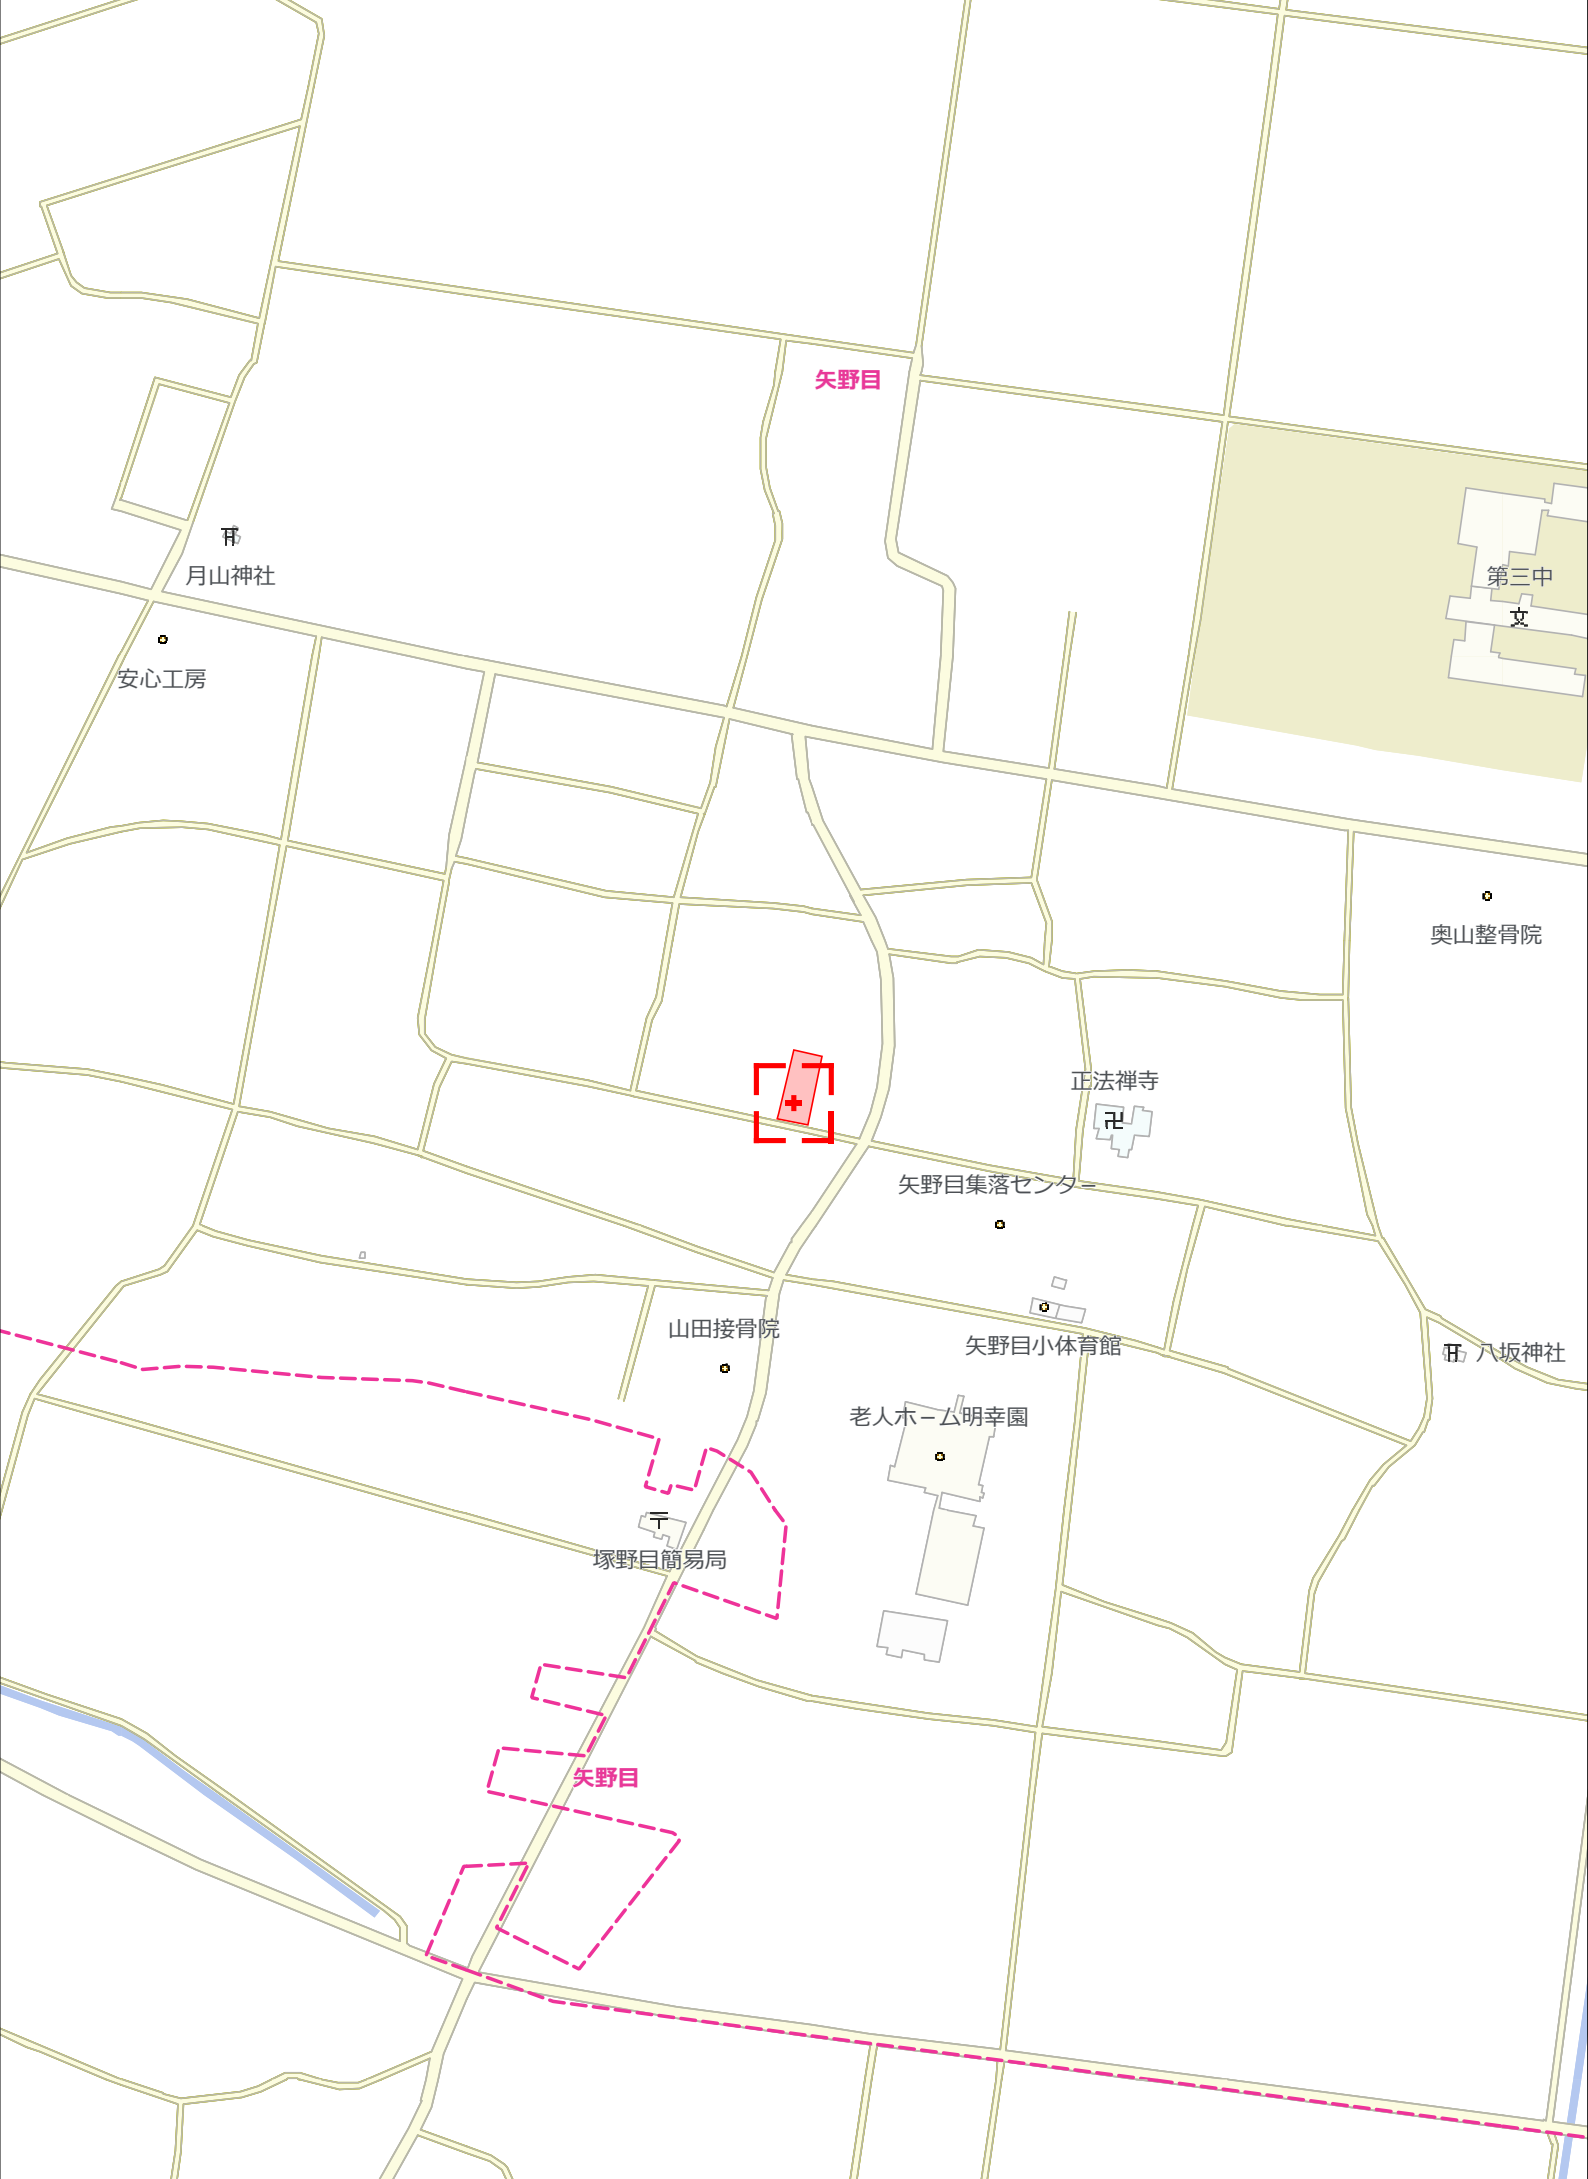 矢野目
月山神社
第三中
文
安心工房
奥山整骨院
正法禅寺
卍
矢野目集落センター
山田接骨院
矢野目小体育館
八坂神社
老人ホーム明幸園
〒
塚野目簡易局
矢野目